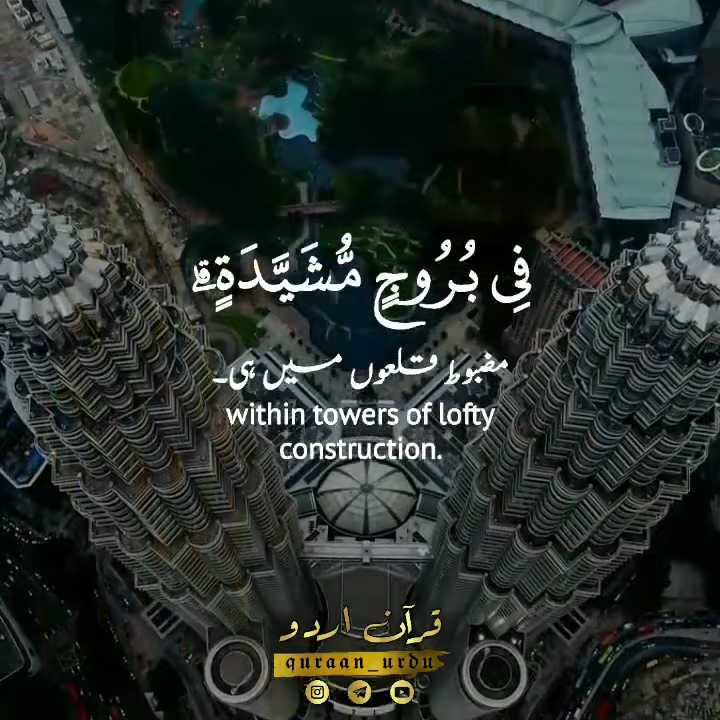 فِي بُرُوجٍ مُّشَيَّدَةٍ ۗ
مضبوط قلعوں میں ہی۔
within towers of lofty
construction.
قرآن اردو
quraan_urdu